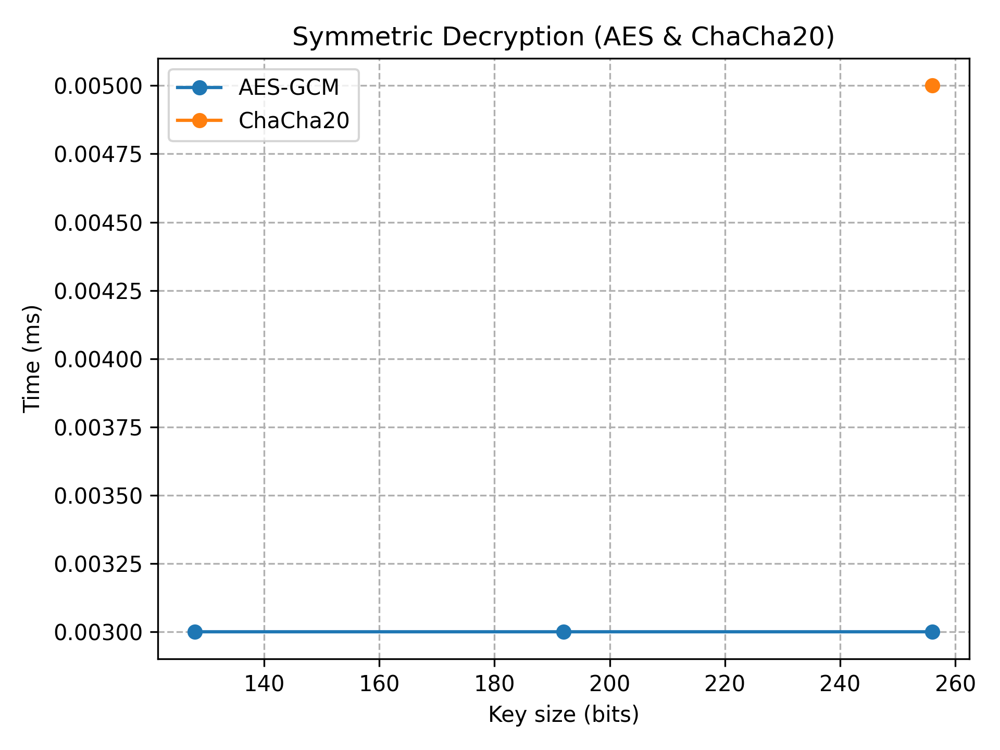 Symmetric Decryption (AES & ChaCha20)
AES-GCM
ChaCha20
0.00500
0.00475
0.00450
0.00425
0.00400
0.00375
0.00350
0.00325
0.00300
Time (ms)
140 160 180 200 220 240 260
Key size (bits)